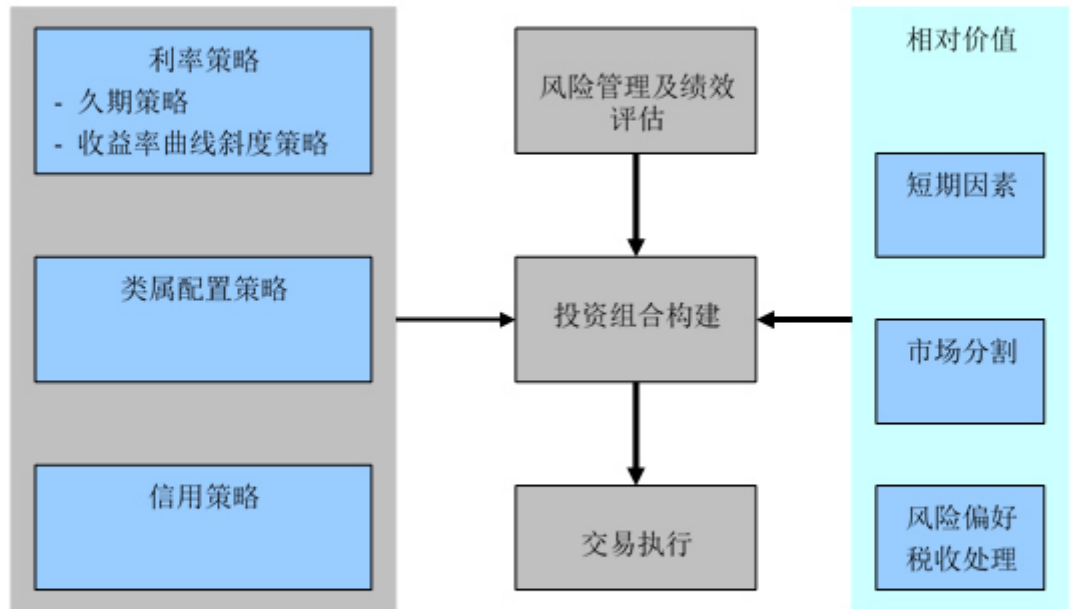 利率策略
- 久期策略
- 收益率曲线斜度策略
类属配置策略
信用策略
风险管理及绩效
评估
投资组合构建
交易执行
相对价值
短期因素
市场分割
风险偏好
税收处理